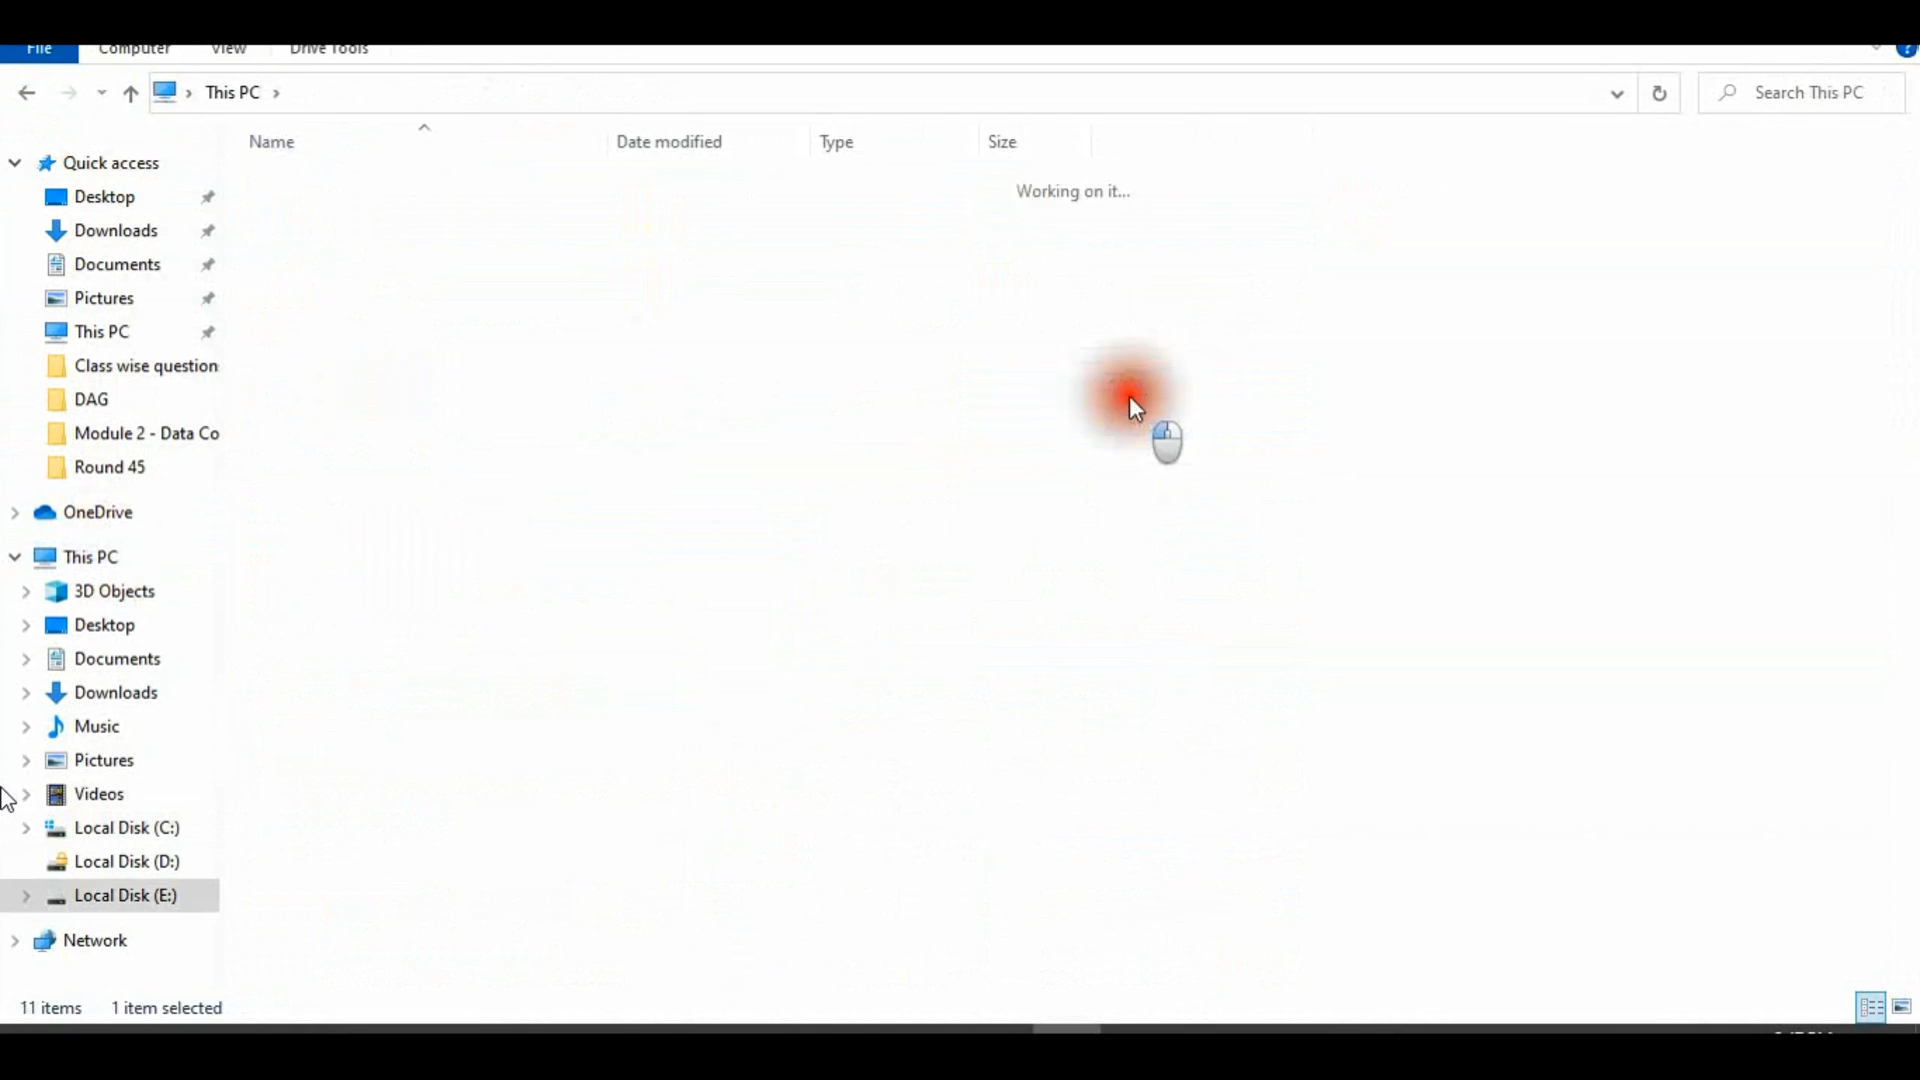 File Computer View Drive Tools
This PC
Search This PC
Name Date modified Type Size
Working on it...
Quick access
Desktop
Downloads
Documents
Pictures
This PC
Class wise question
DAG
Module 2 - Data Co
Round 45
OneDrive
This PC
3D Objects
Desktop
Documents
Downloads
Music
Pictures
Videos
Local Disk (C:)
Local Disk (D:)
Local Disk (E:)
Network
11 items 1 item selected